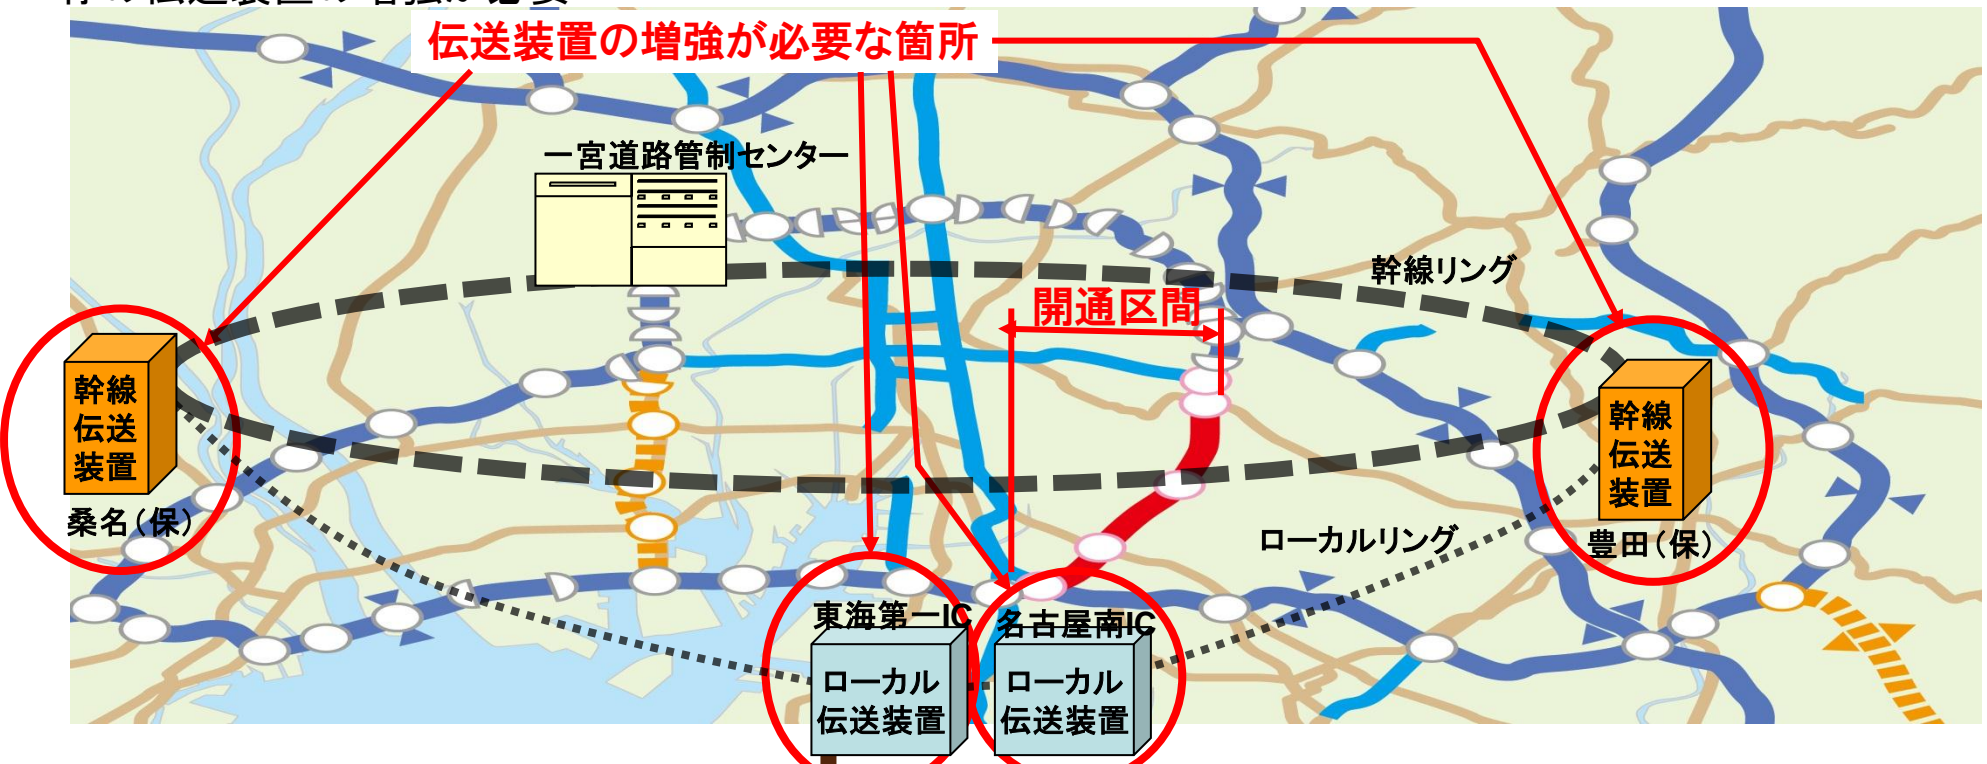 伝送装置の増強が必要な箇所
一宮道路管制センター
幹線リング
開通区間
幹線
伝送
装置
桑名(保)
幹線
伝送
装置
豊田(保)
ローカルリング
東海第一IC
名古屋南IC
ローカル
伝送装置
ローカル
伝送装置